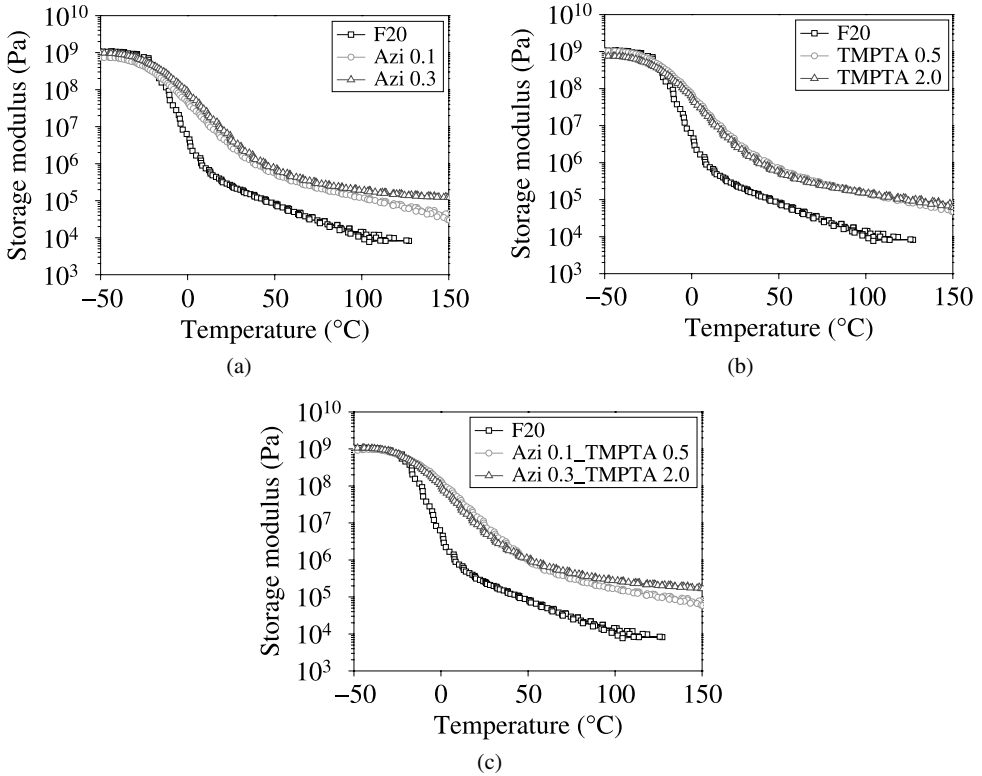 10^10
10^9
10^8
10^7
10^6
10^5
10^4
10^3
Storage modulus (Pa)
F20
Azi 0.1
Azi 0.3
−50 0 50 100 150
Temperature (°C)
(a)
10^10
10^9
10^8
10^7
10^6
10^5
10^4
10^3
Storage modulus (Pa)
F20
TMPTA 0.5
TMPTA 2.0
−50 0 50 100 150
Temperature (°C)
(b)
10^10
10^9
10^8
10^7
10^6
10^5
10^4
10^3
Storage modulus (Pa)
F20
Azi 0.1_TMPTA 0.5
Azi 0.3_TMPTA 2.0
−50 0 50 100 150
Temperature (°C)
(c)